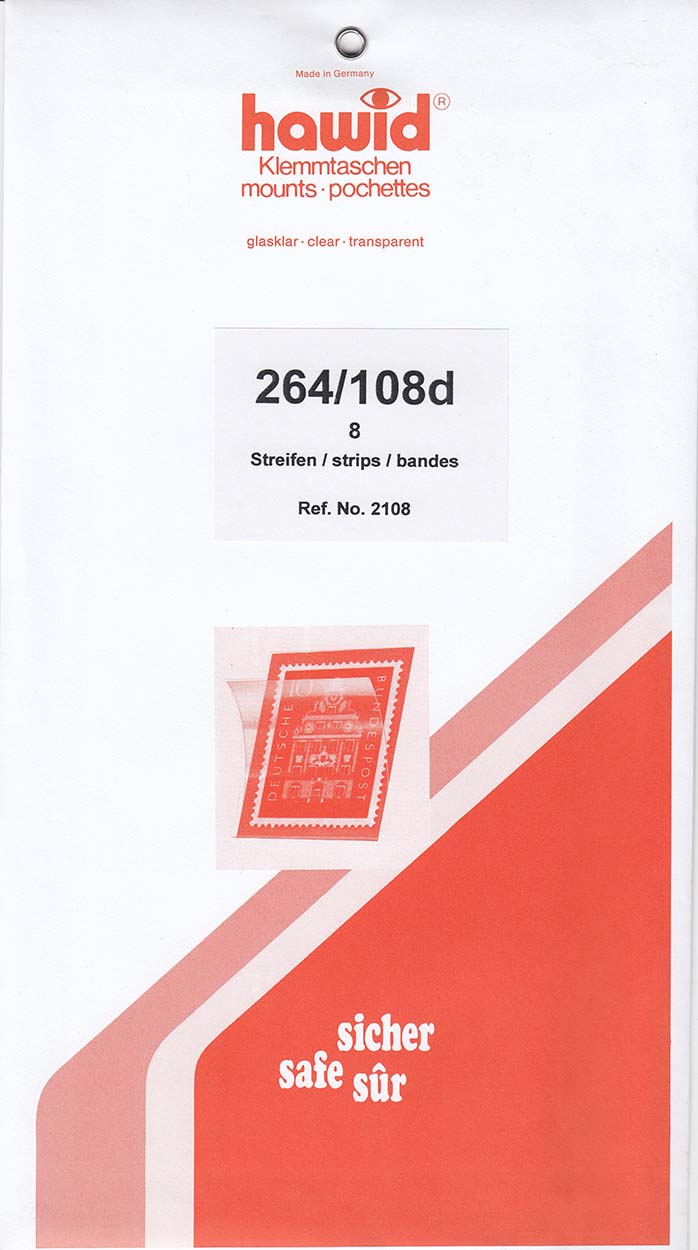 Made in Germany
hawid®
Klemmtaschen
mounts · pochettes
glasklar · clear · transparent
264/108d
8
Streifen / strips / bandes
Ref. No. 2108
10
DEUTSCHE
BUNDESPOST
sicher
safe sûr